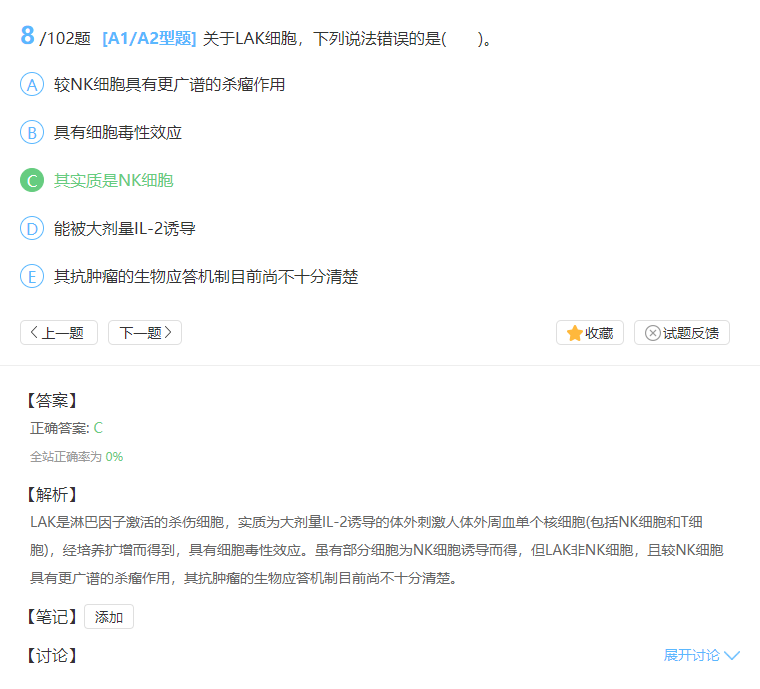 8/102题 [A1/A2型题] 关于LAK细胞，下列说法错误的是(  )。
A 较NK细胞具有更广谱的杀瘤作用
B 具有细胞毒性效应
C 其实质是NK细胞
D 能被大剂量IL-2诱导
E 其抗肿瘤的生物应答机制目前尚不十分清楚
上一题 下一题 收藏 试题反馈
【答案】
正确答案: C
全站正确率为 0%
【解析】
LAK是淋巴因子激活的杀伤细胞，实质为大剂量IL-2诱导的体外刺激人体外周血单个核细胞(包括NK细胞和T细
胞)，经培养扩增而得到，具有细胞毒性效应。虽有部分细胞为NK细胞诱导而得，但LAK非NK细胞，且较NK细胞
具有更广谱的杀瘤作用，其抗肿瘤的生物应答机制目前尚不十分清楚。
【笔记】 添加
【讨论】 展开讨论